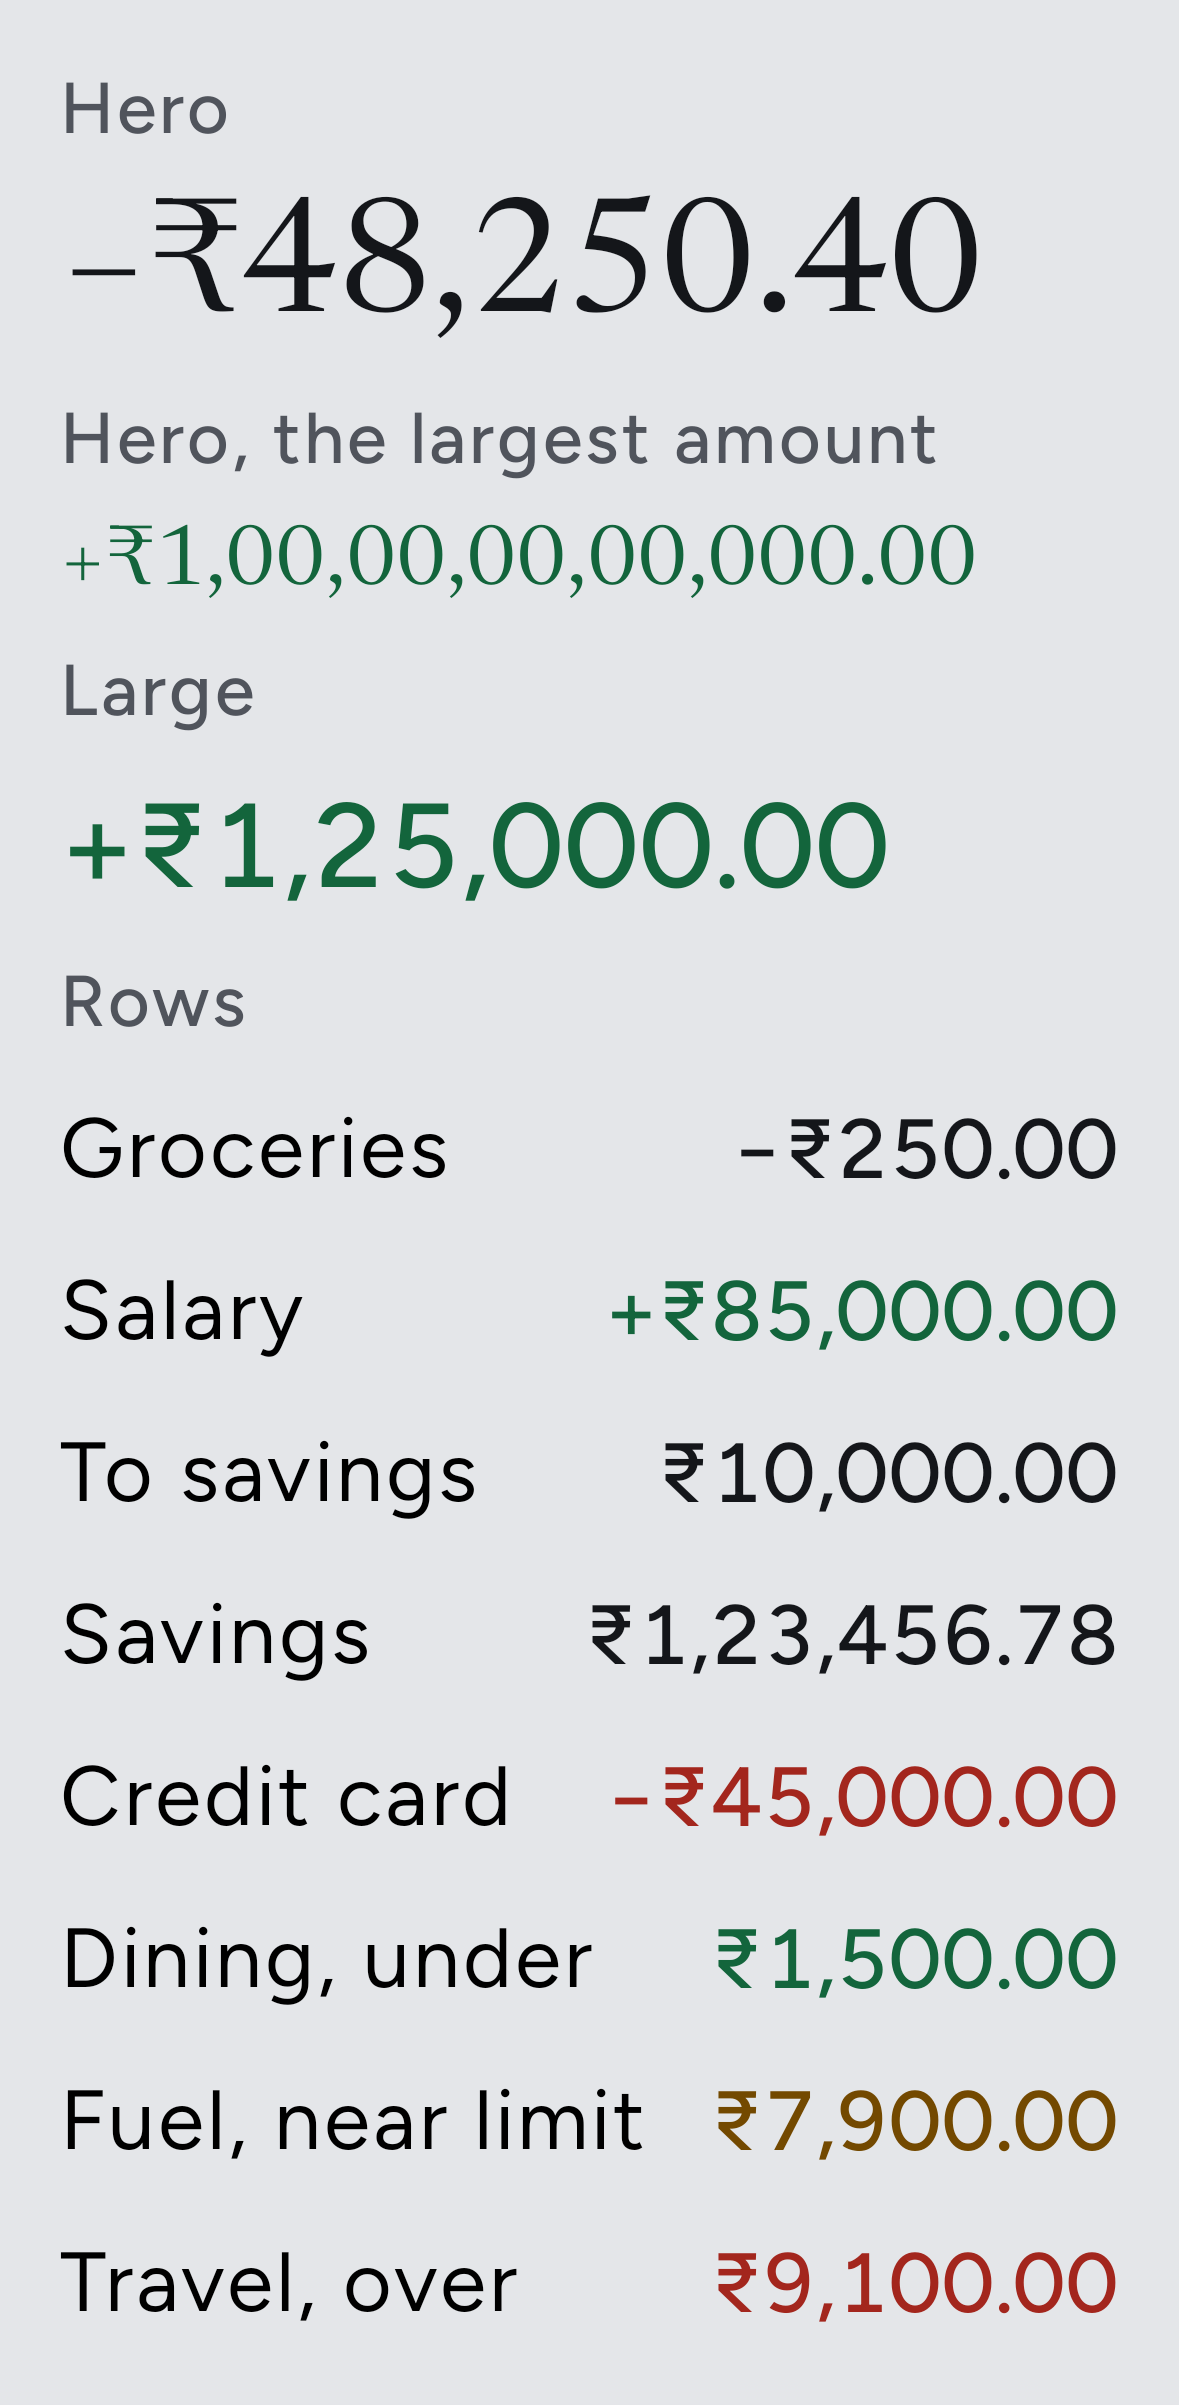 Hero
−₹48,250.40
Hero, the largest amount
+₹1,00,00,00,00,000.00
Large
+₹1,25,000.00
Rows
Groceries −₹250.00
Salary +₹85,000.00
To savings ₹10,000.00
Savings ₹1,23,456.78
Credit card −₹45,000.00
Dining, under ₹1,500.00
Fuel, near limit ₹7,900.00
Travel, over ₹9,100.00